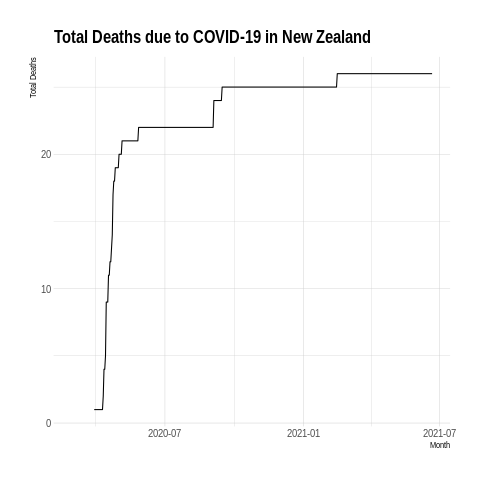 Total Deaths due to COVID-19 in New Zealand
Total Deaths
20
10
0
2020-07
2021-01
2021-07
Month